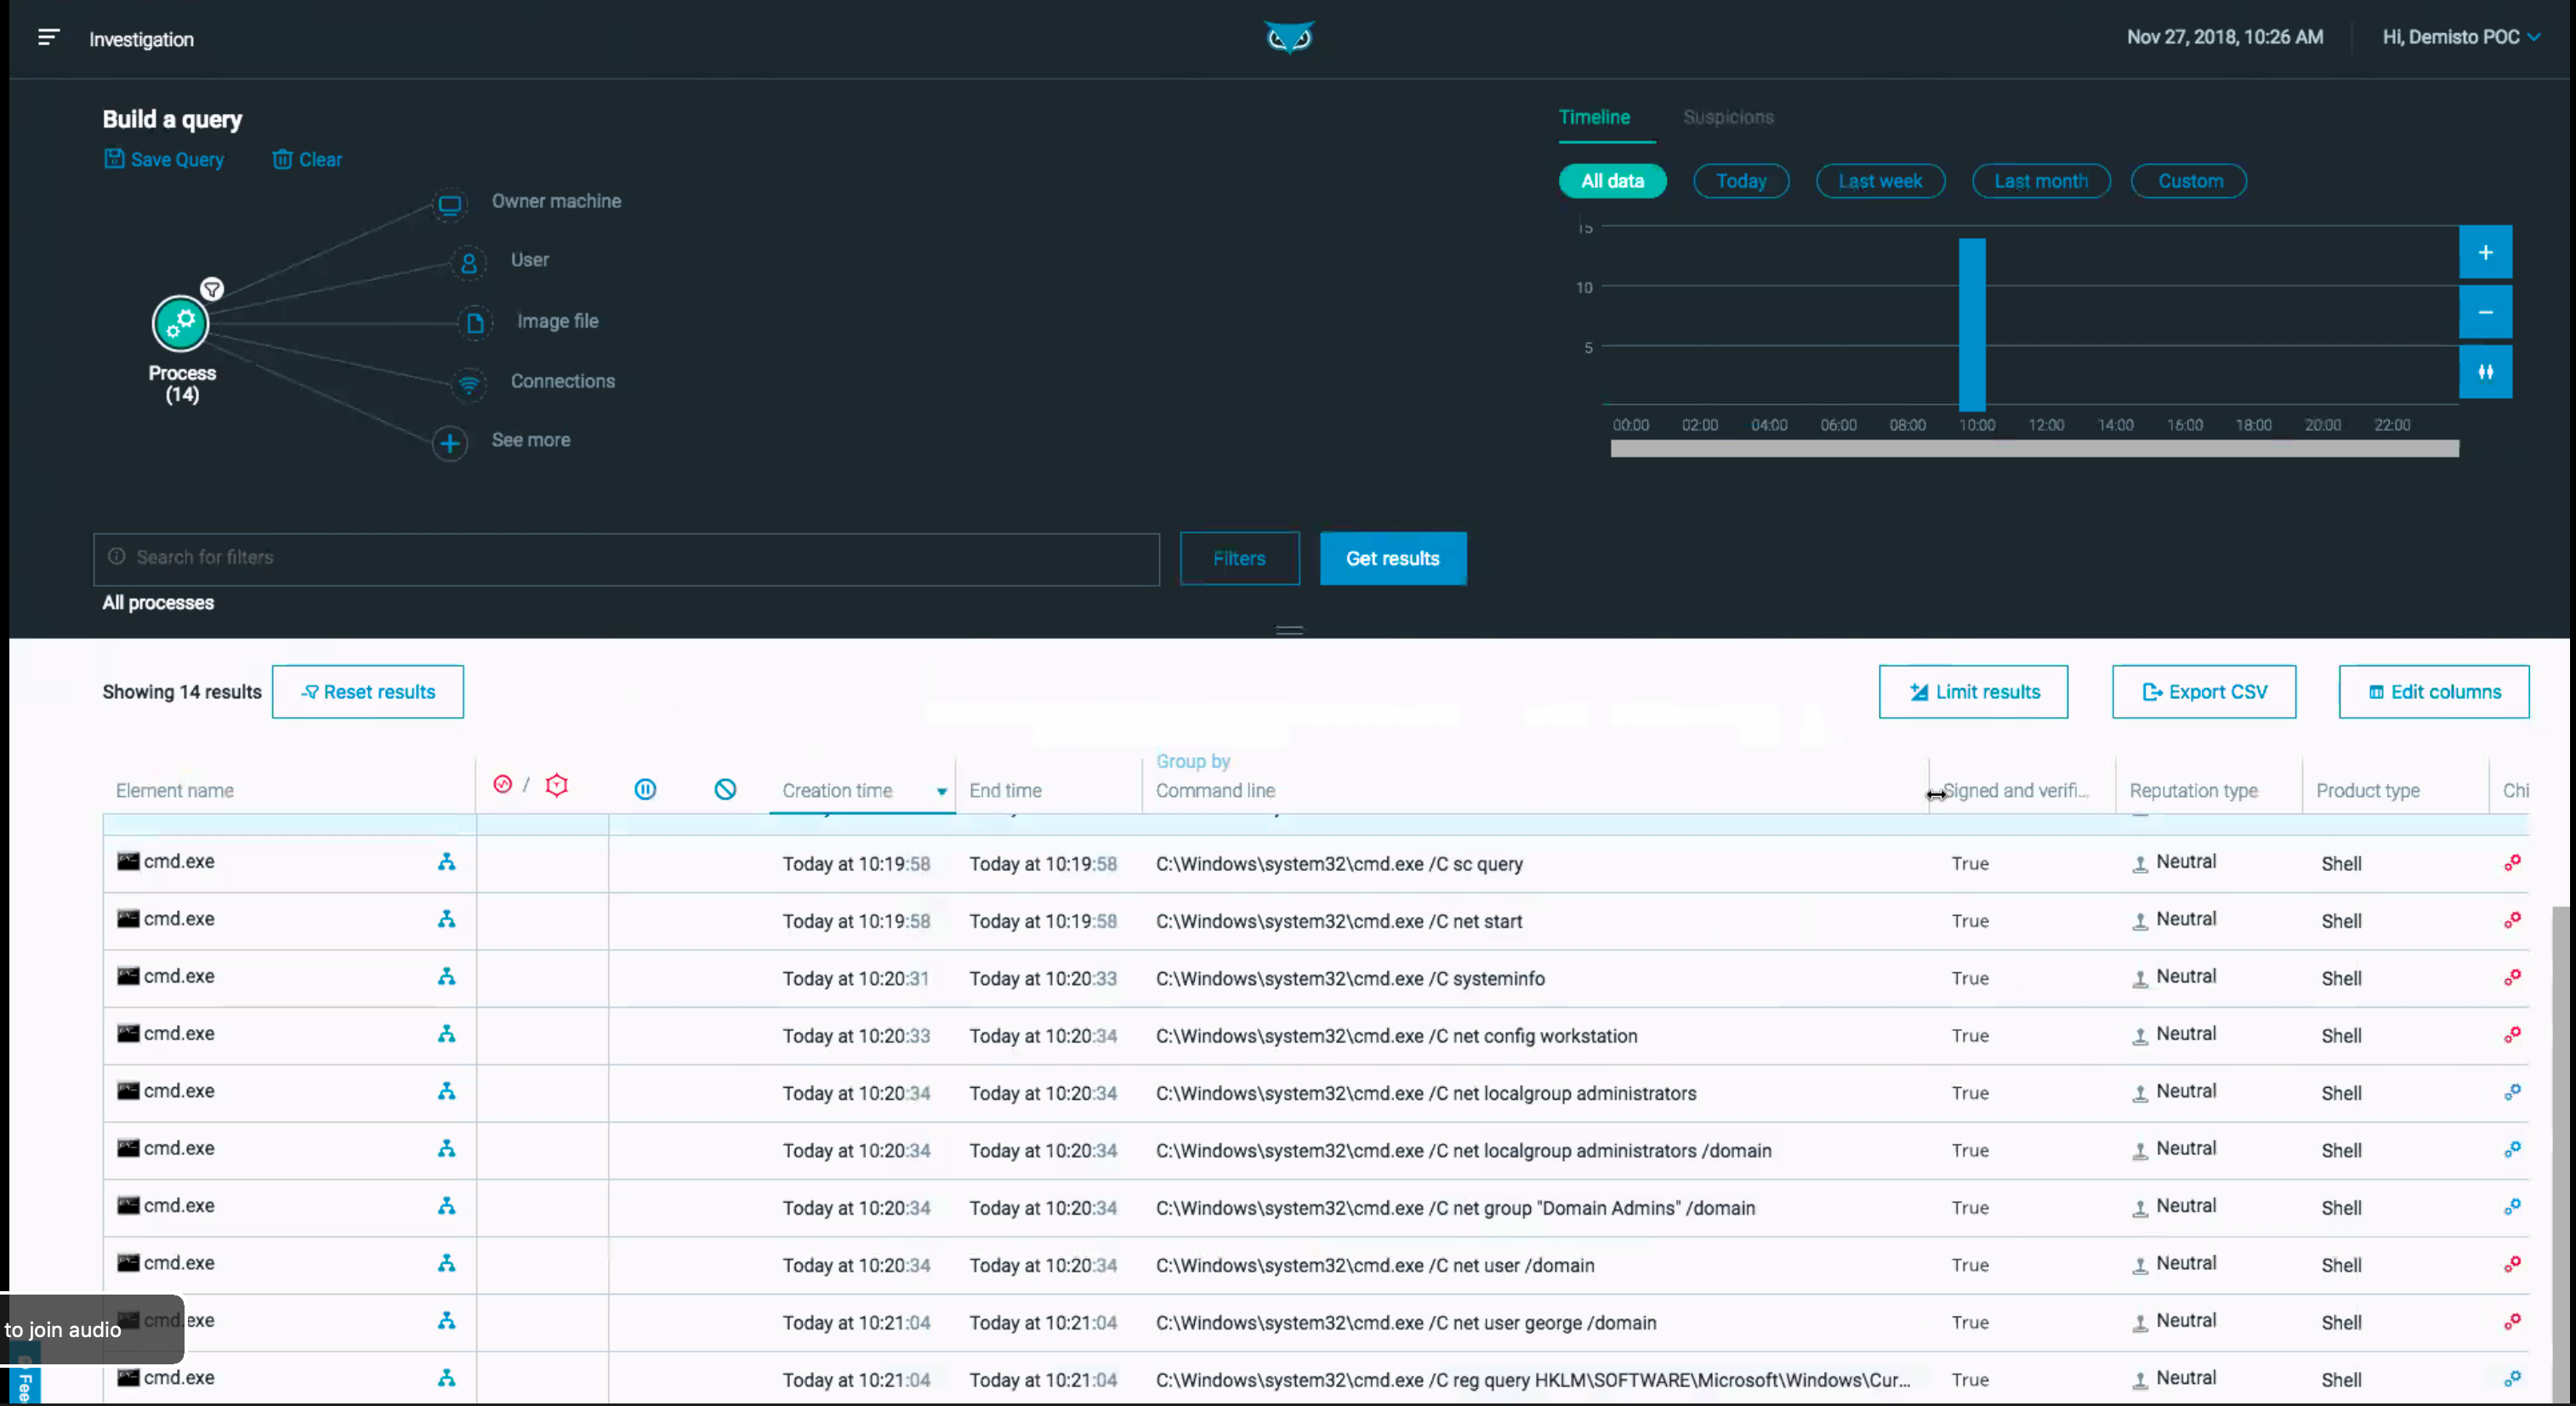 Investigation
Nov 27, 2018, 10:26 AM
Hi, Demisto POC
Build a query
Save Query
Clear
Owner machine
User
Image file
Connections
See more
Process
(14)
Timeline
Suspicions
All data
Today
Last week
Last month
Custom
15
10
5
00:00 02:00 04:00 06:00 08:00 10:00 12:00 14:00 16:00 18:00 20:00 22:00
Search for filters
Filters
Get results
All processes
Showing 14 results
Reset results
Limit results
Export CSV
Edit columns
Group by
Element name / Creation time End time Command line Signed and verifi... Reputation type Product type Chi
cmd.exe Today at 10:19:58 Today at 10:19:58 C:\Windows\system32\cmd.exe /C sc query True Neutral Shell
cmd.exe Today at 10:19:58 Today at 10:19:58 C:\Windows\system32\cmd.exe /C net start True Neutral Shell
cmd.exe Today at 10:20:31 Today at 10:20:33 C:\Windows\system32\cmd.exe /C systeminfo True Neutral Shell
cmd.exe Today at 10:20:33 Today at 10:20:34 C:\Windows\system32\cmd.exe /C net config workstation True Neutral Shell
cmd.exe Today at 10:20:34 Today at 10:20:34 C:\Windows\system32\cmd.exe /C net localgroup administrators True Neutral Shell
cmd.exe Today at 10:20:34 Today at 10:20:34 C:\Windows\system32\cmd.exe /C net localgroup administrators /domain True Neutral Shell
cmd.exe Today at 10:20:34 Today at 10:20:34 C:\Windows\system32\cmd.exe /C net group "Domain Admins" /domain True Neutral Shell
cmd.exe Today at 10:20:34 Today at 10:20:34 C:\Windows\system32\cmd.exe /C net user /domain True Neutral Shell
cmd.exe Today at 10:21:04 Today at 10:21:04 C:\Windows\system32\cmd.exe /C net user george /domain True Neutral Shell
to join audio
cmd.exe Today at 10:21:04 Today at 10:21:04 C:\Windows\system32\cmd.exe /C reg query HKLM\SOFTWARE\Microsoft\Windows\Cur... True Neutral Shell
Fee